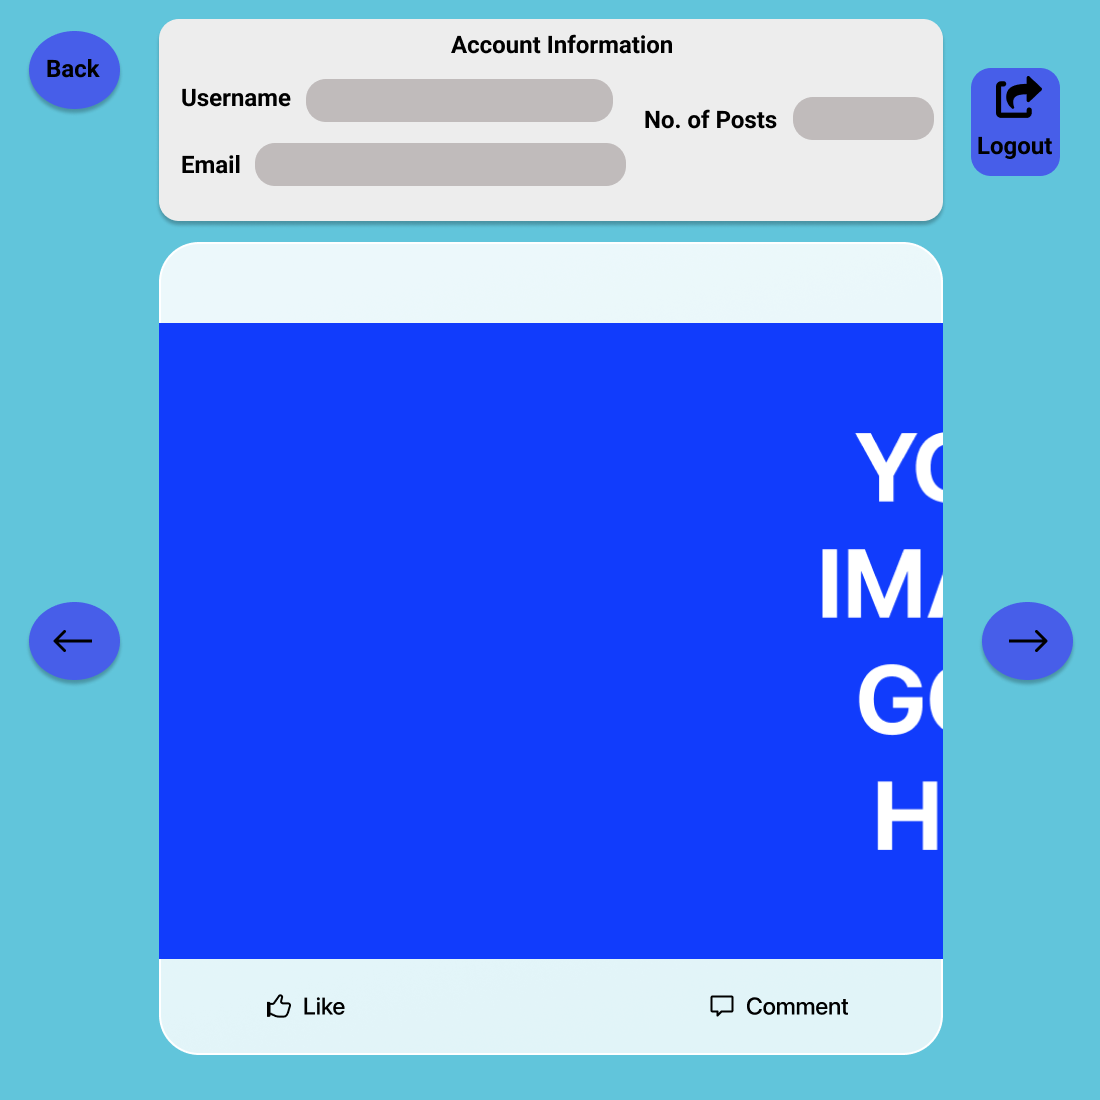 Back
Account Information
Username
No. of Posts
Email
Logout
YO
IMA
GO
H
Like
Comment